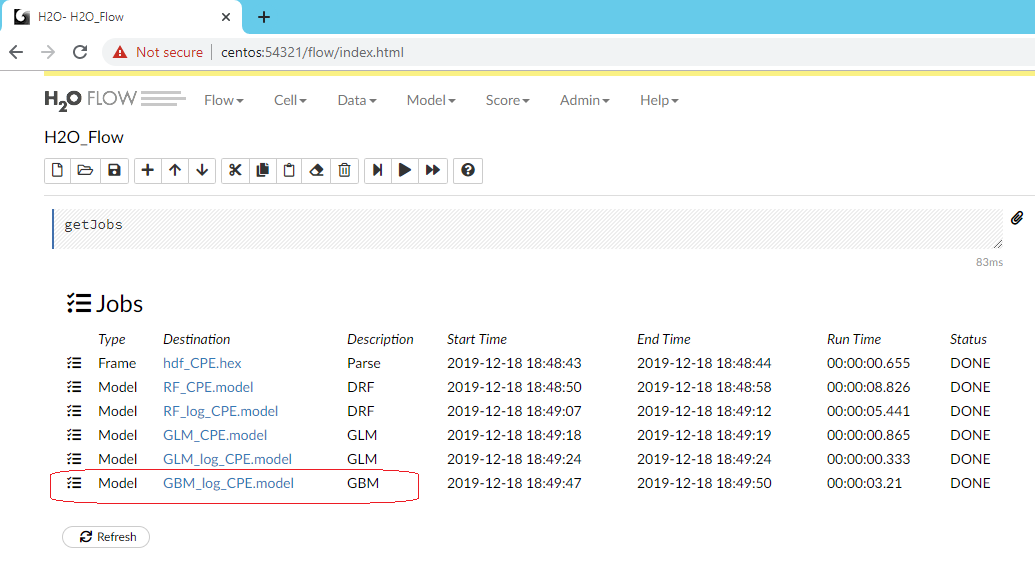 H2O- H2O_Flow
Not secure | centos:54321/flow/index.html
H2O FLOW Flow Cell Data Model Score Admin Help
H2O_Flow
getJobs
83ms
Jobs
Type Destination Description Start Time End Time Run Time Status
Frame hdf_CPE.hex Parse 2019-12-18 18:48:43 2019-12-18 18:48:44 00:00:00.655 DONE
Model RF_CPE.model DRF 2019-12-18 18:48:50 2019-12-18 18:48:58 00:00:08.826 DONE
Model RF_log_CPE.model DRF 2019-12-18 18:49:07 2019-12-18 18:49:12 00:00:05.441 DONE
Model GLM_CPE.model GLM 2019-12-18 18:49:18 2019-12-18 18:49:19 00:00:00.865 DONE
Model GLM_log_CPE.model GLM 2019-12-18 18:49:24 2019-12-18 18:49:24 00:00:00.333 DONE
Model GBM_log_CPE.model GBM 2019-12-18 18:49:47 2019-12-18 18:49:50 00:00:03.21 DONE
Refresh